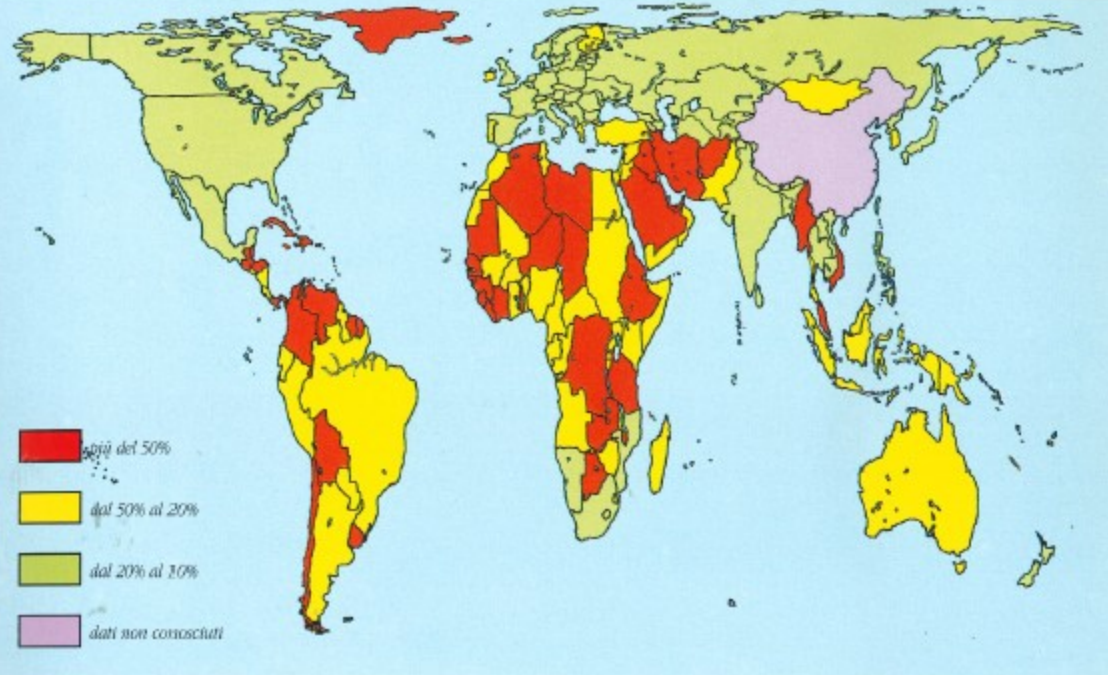 più del 50%
dal 50% al 20%
dal 20% al 10%
dati non conosciuti